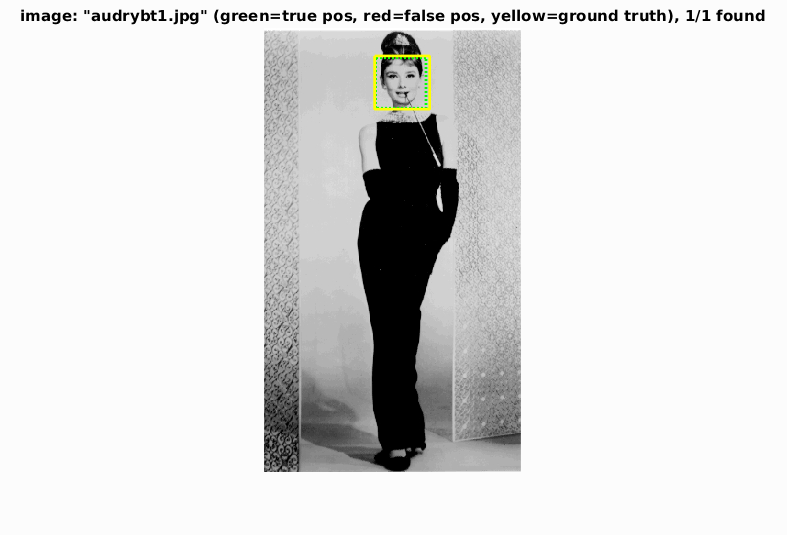 image: "audrybt1.jpg" (green=true pos, red=false pos, yellow=ground truth), 1/1 found